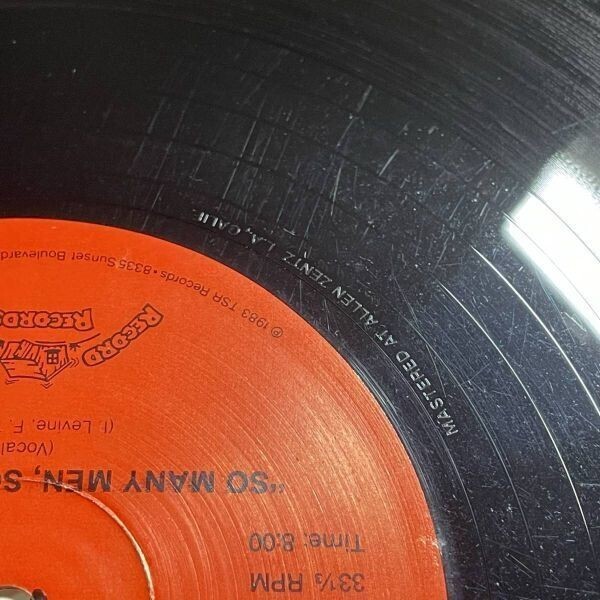 33⅓ RPM
Time: 8:00
"SO MANY MEN, S
(Vocal
(I. Levine, F.
RECORD
RECORDS
© 1983 TSR Records • 8335 Sunset Boulevard
MASTERED AT ALLEN ZENTZ L.A., CALIF.